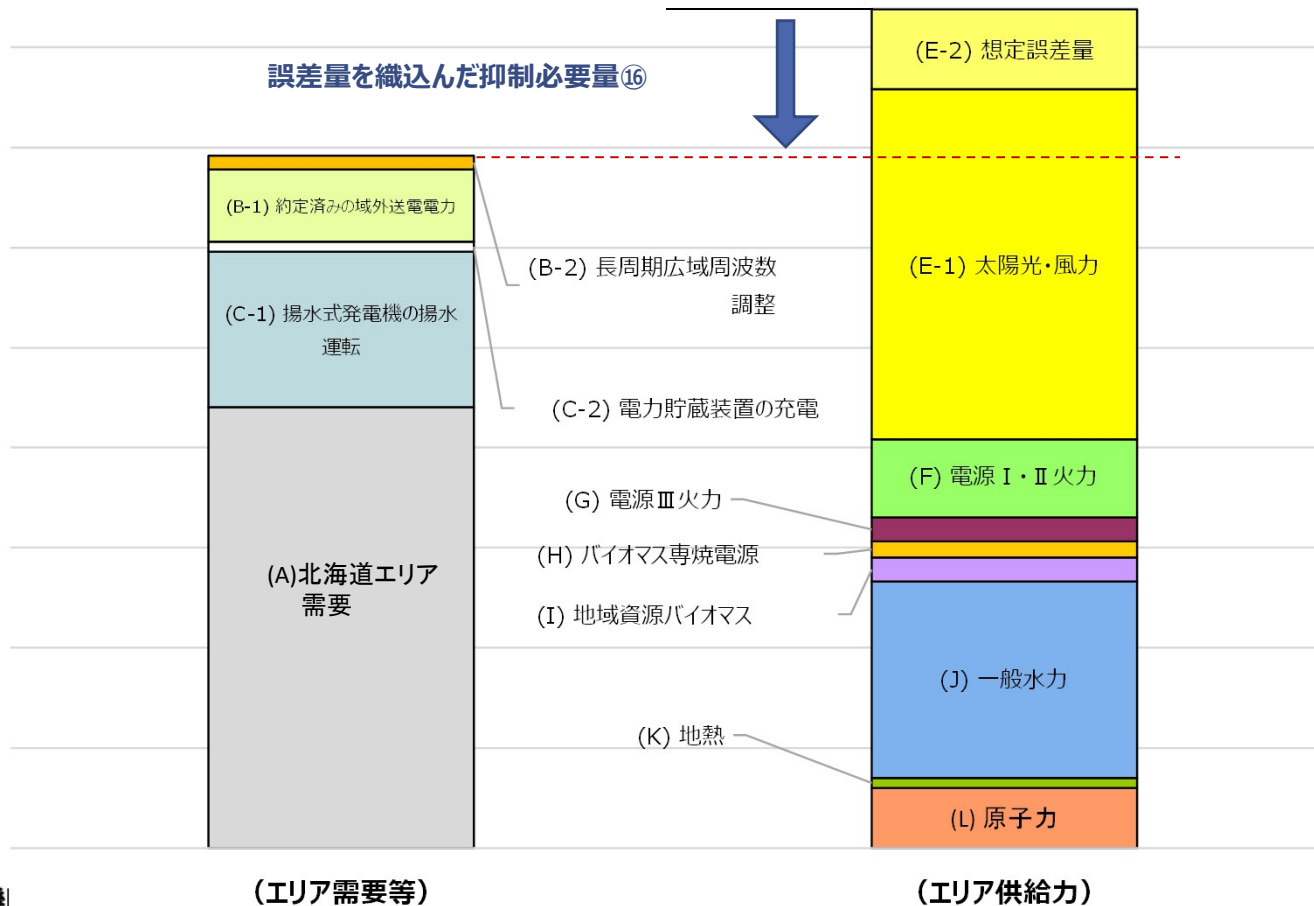 (E-2) 想定誤差量
誤差量を織込んだ抑制必要量⑯
(B-1) 約定済みの域外送電電力
(B-2) 長周期広域周波数
調整
(E-1) 太陽光・風力
(C-1) 揚水式発電機の揚水
運転
(C-2) 電力貯蔵装置の充電
(F) 電源Ⅰ・Ⅱ火力
(G) 電源Ⅲ火力
(H) バイオマス専焼電源
(A)北海道エリア
需要
(I) 地域資源バイオマス
(J) 一般水力
(K) 地熱
(L) 原子力
（エリア需要等）
（エリア供給力）